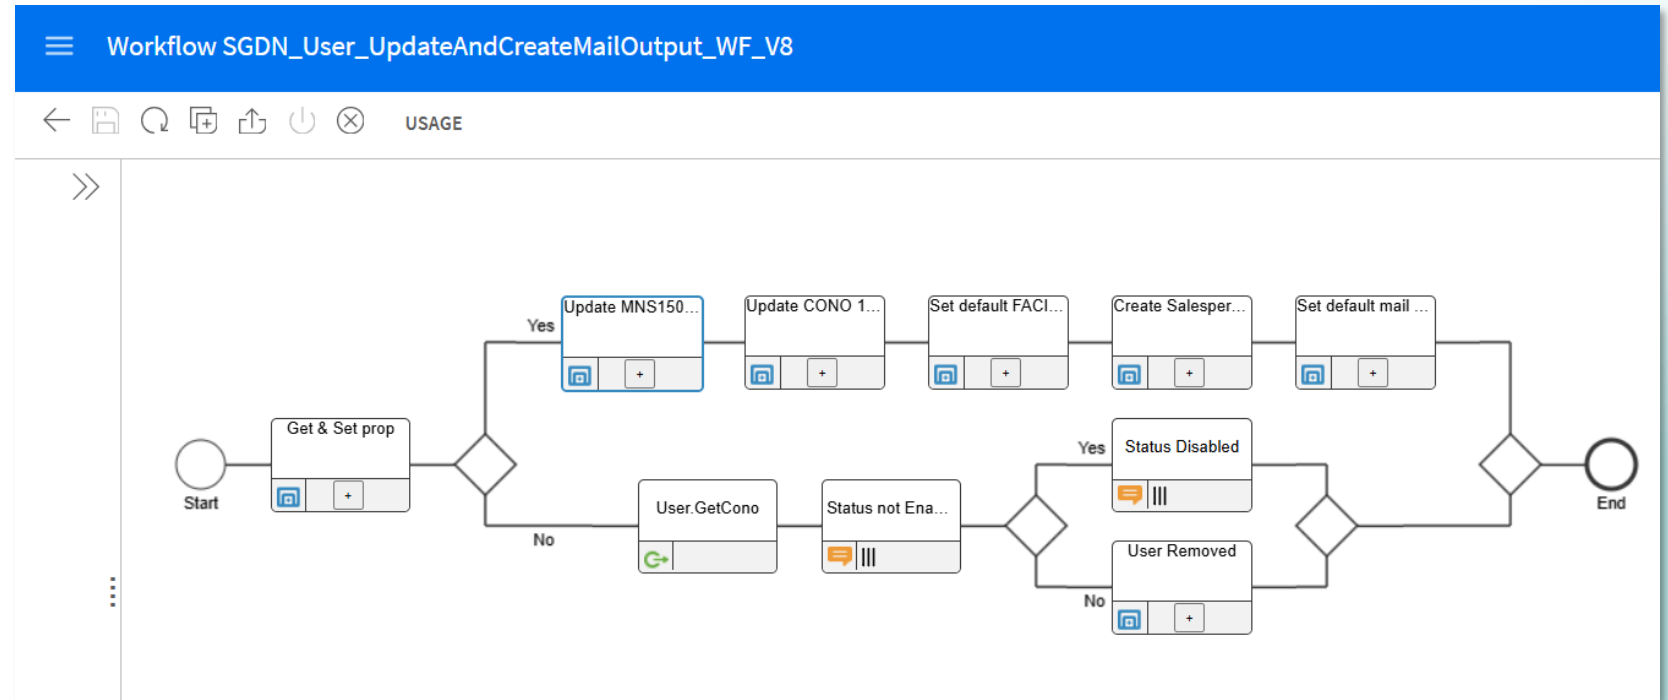 Workflow SGDN_User_UpdateAndCreateMailOutput_WF_V8
USAGE
Yes
Update MNS150...
Update CONO 1...
Set default FACI...
Create Salesper...
Set default mail ...
+
+
+
+
+
Get & Set prop
+
Start
No
User.GetCono
Status not Ena...
Yes
Status Disabled
No
User Removed
+
End